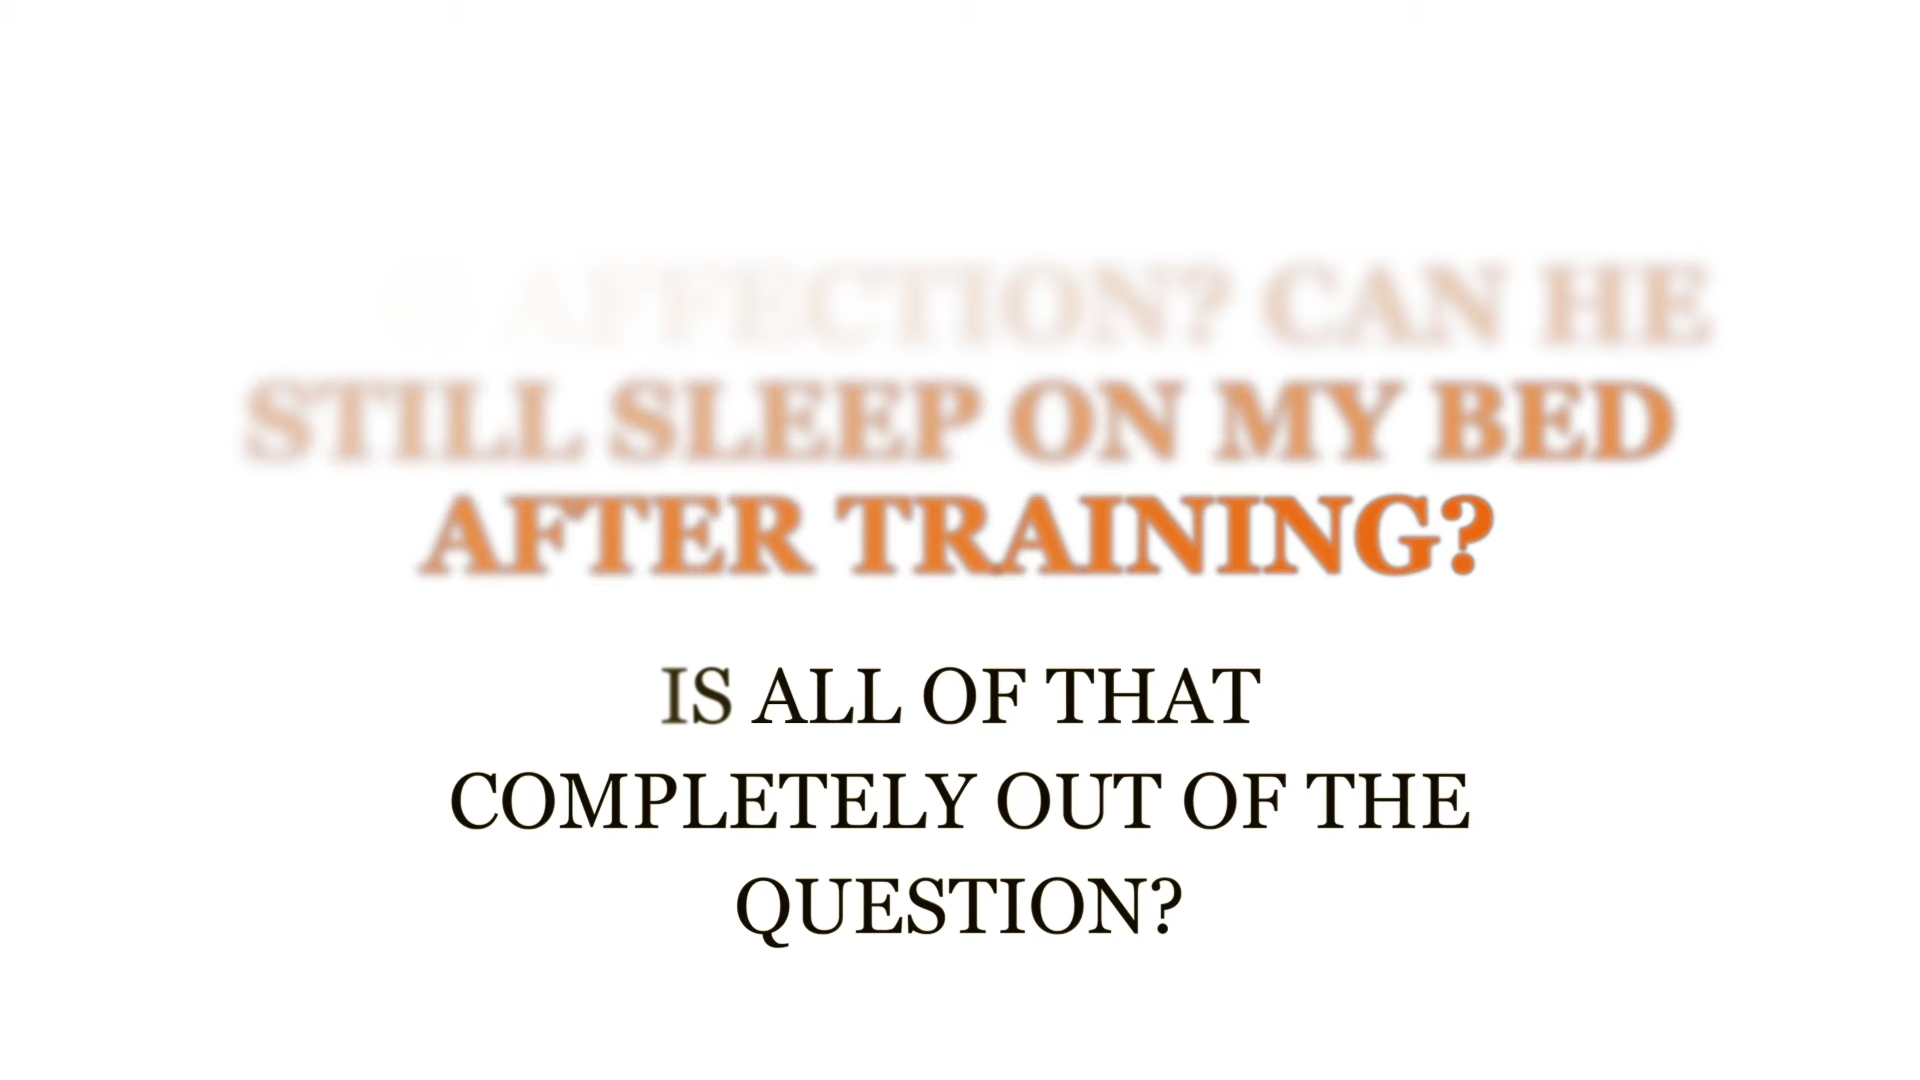 AFFECTION? CAN HE
STILL SLEEP ON MY BED
AFTER TRAINING?
IS ALL OF THAT
COMPLETELY OUT OF THE
QUESTION?